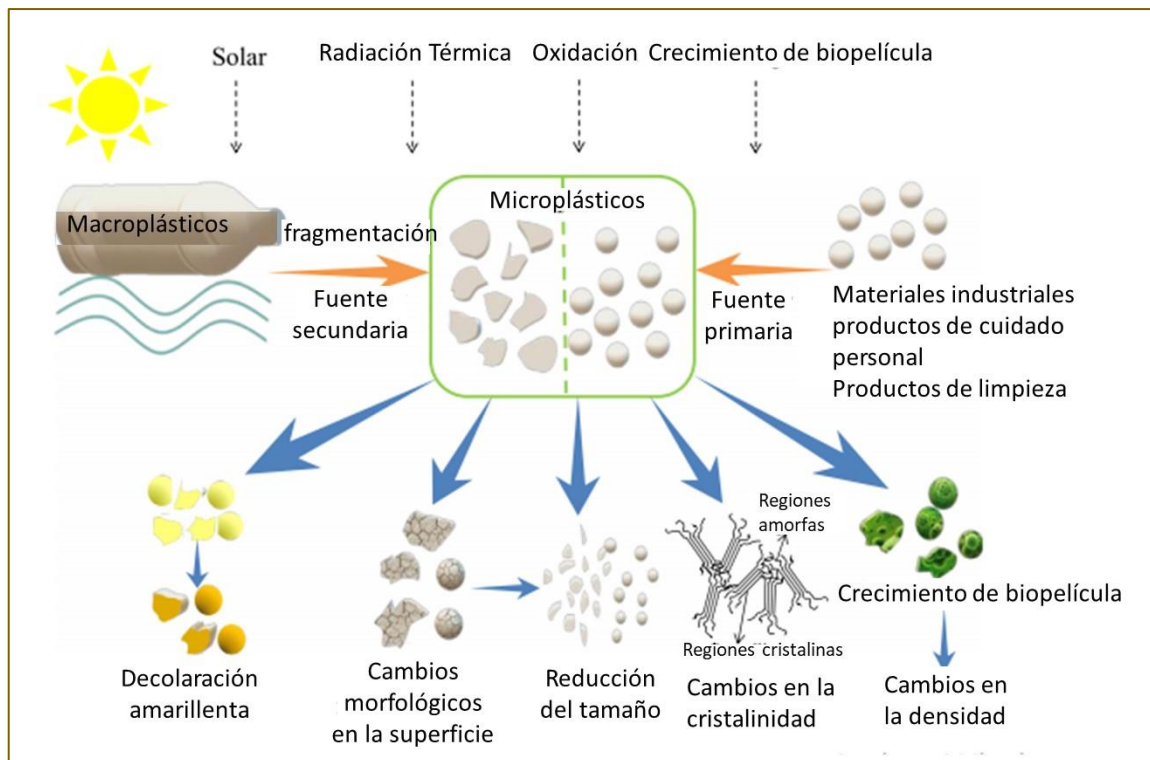 Solar
Radiación Térmica
Oxidación
Crecimiento de biopelícula
Macroplásticos
fragmentación
Fuente
secundaria
Microplásticos
Fuente
primaria
Materiales industriales
productos de cuidado
personal
Productos de limpieza
Regiones
amorfas
Regiones cristalinas
Crecimiento de biopelícula
Decolaración
amarillenta
Cambios
morfológicos
en la superficie
Reducción
del tamaño
Cambios en la
cristalinidad
Cambios en
la densidad